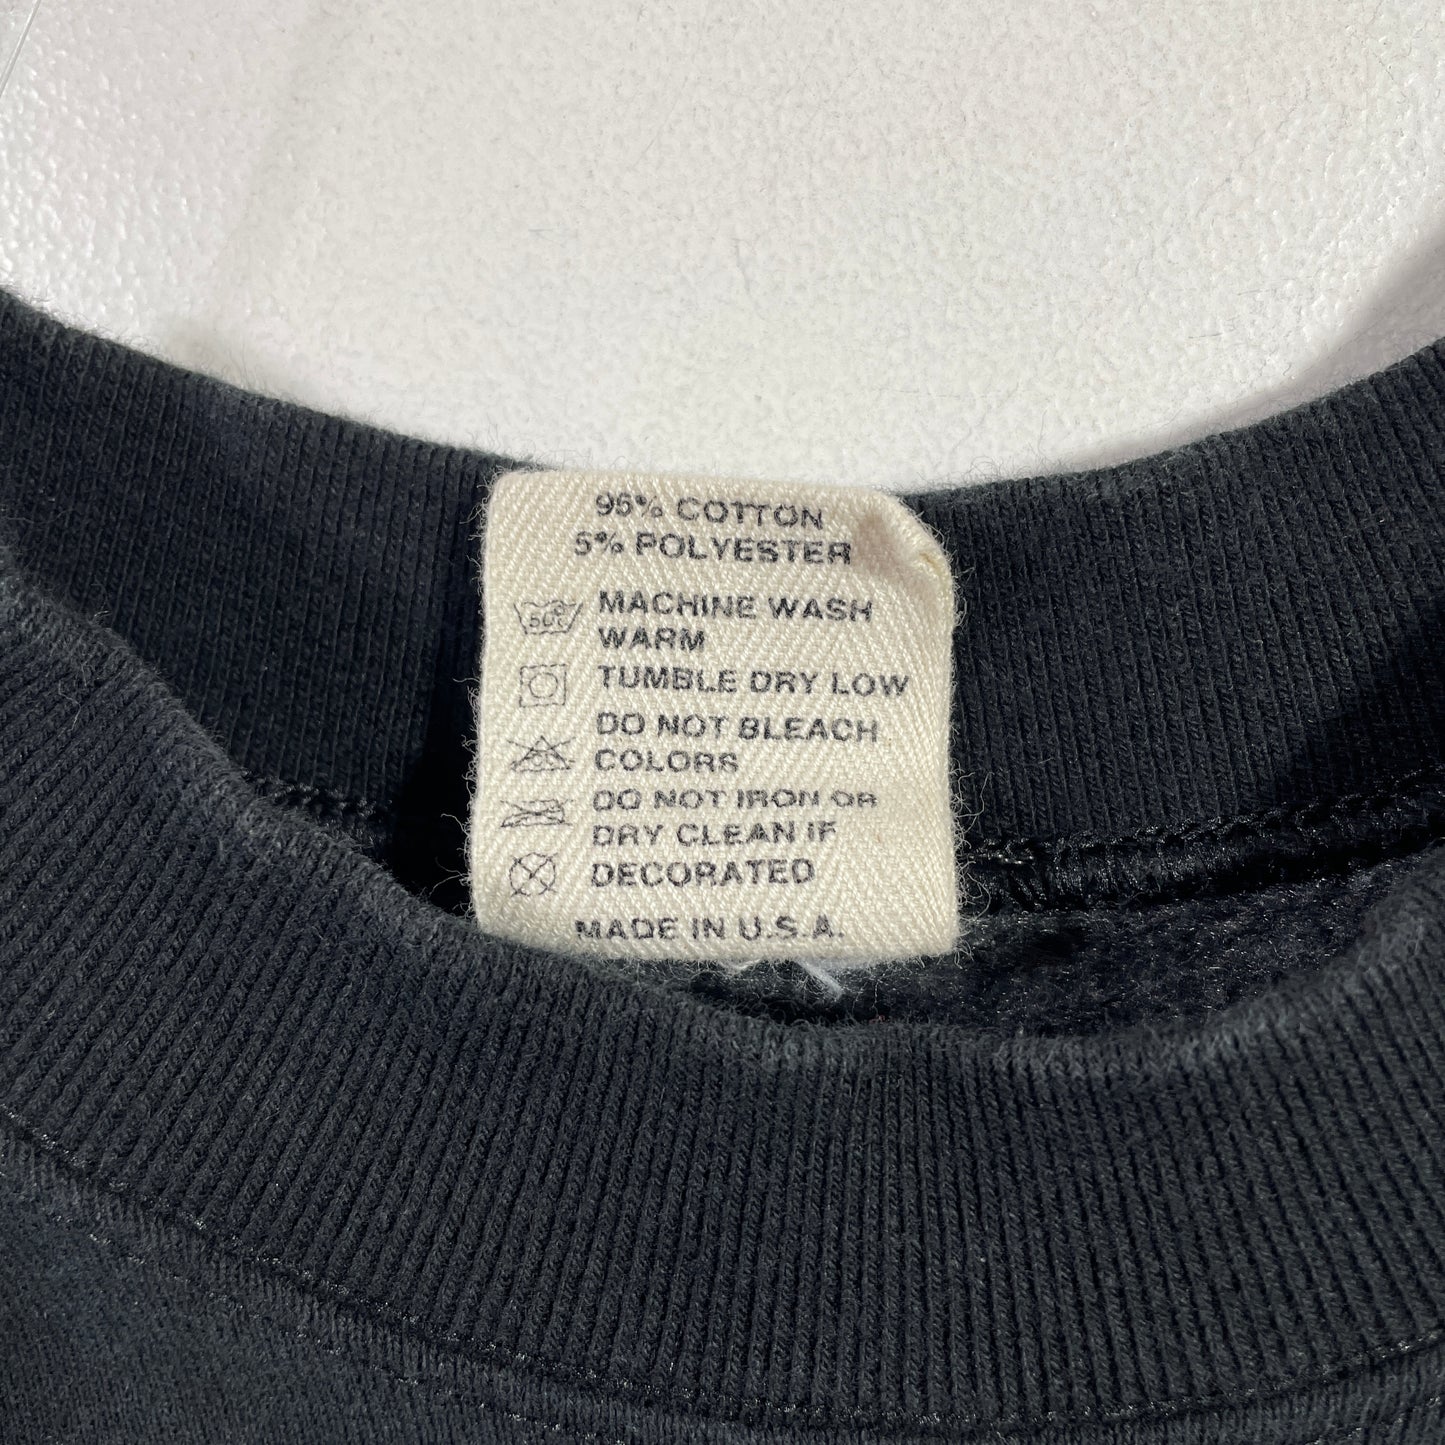 95% COTTON
5% POLYESTER
MACHINE WASH
WARM
TUMBLE DRY LOW
DO NOT BLEACH
COLORS
DO NOT IRON OR
DRY CLEAN IF
DECORATED
MADE IN U.S.A.